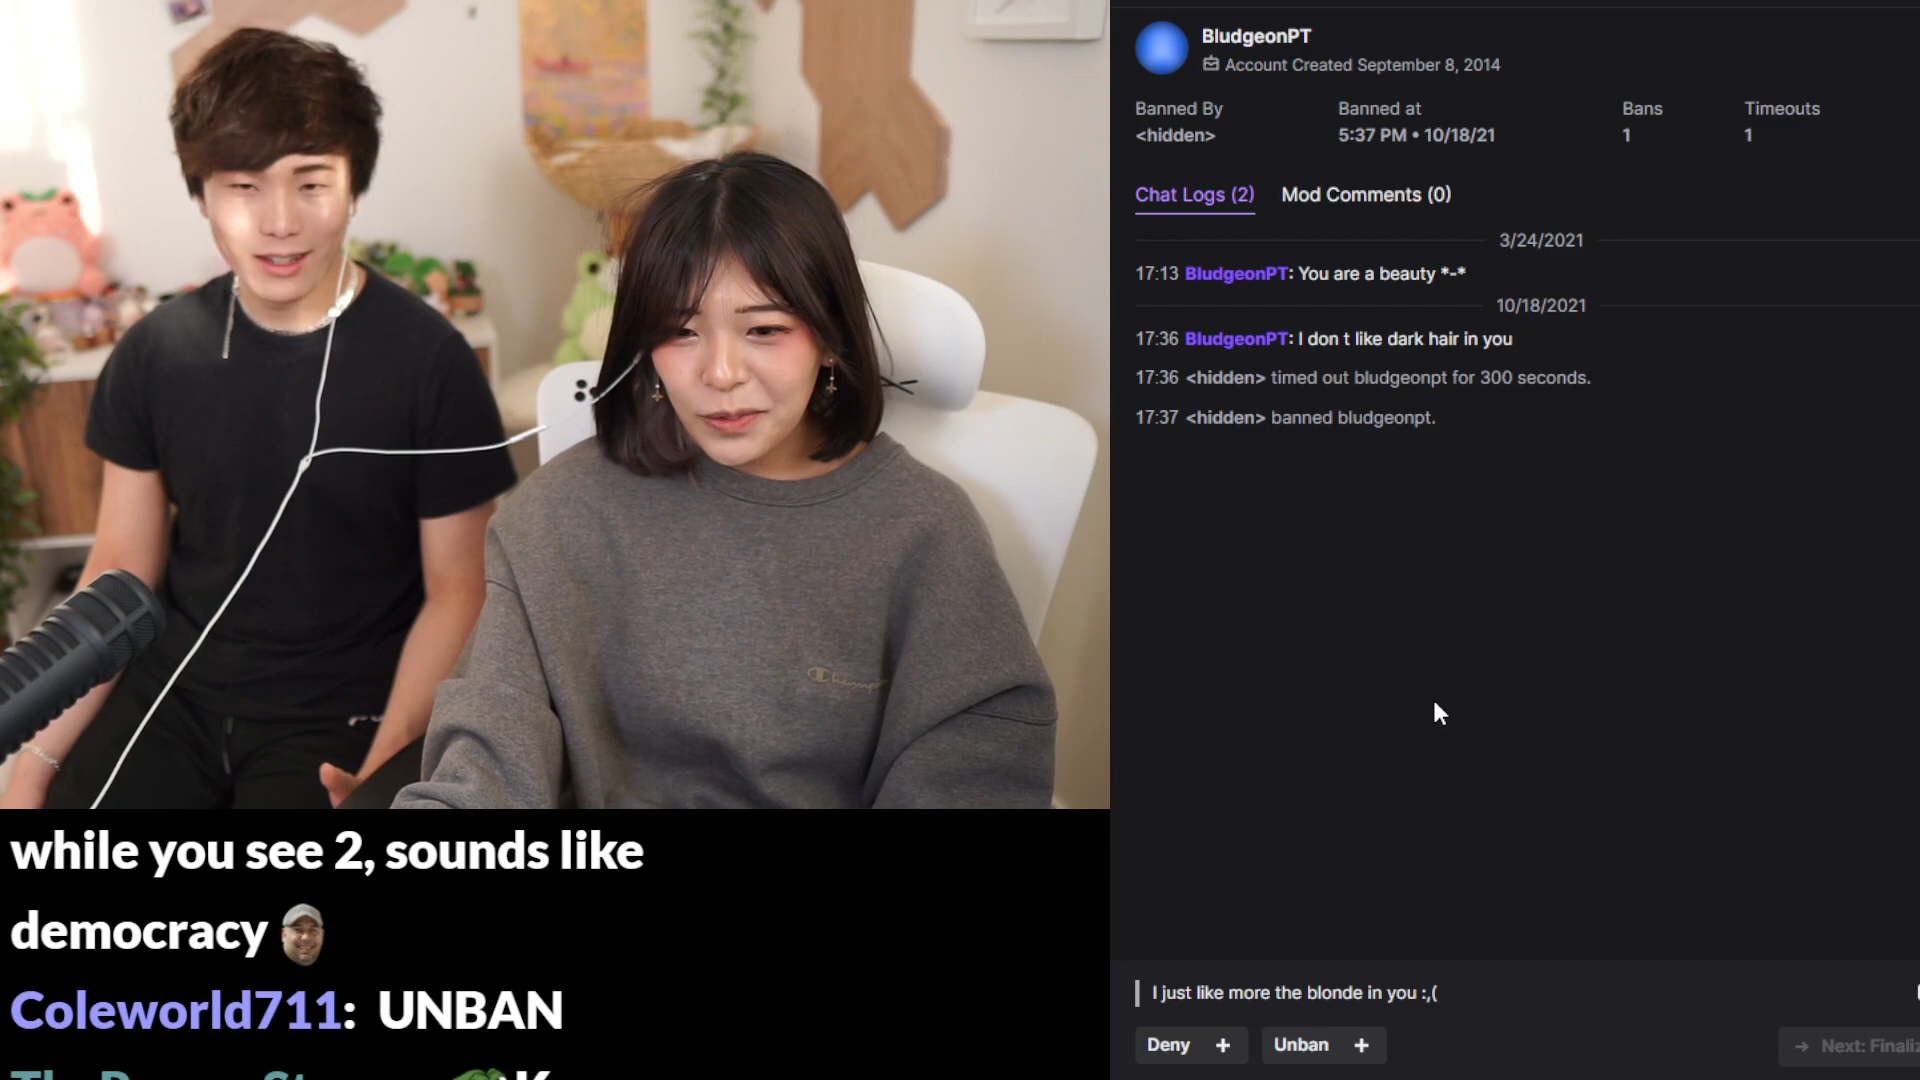 BludgeonPT
Account Created September 8, 2014
Banned By
Banned at
Bans
Timeouts
<hidden>
5:37 PM • 10/18/21
1
1
Chat Logs (2)
Mod Comments (0)
3/24/2021
17:13 BludgeonPT: You are a beauty *-*
10/18/2021
17:36 BludgeonPT: I don t like dark hair in you
17:36 <hidden> timed out bludgeonpt for 300 seconds.
17:37 <hidden> banned bludgeonpt.
I just like more the blonde in you :,(
Deny +
Unban +
Next:
Champ
while you see 2, sounds like
democracy
Coleworld711: UNBAN